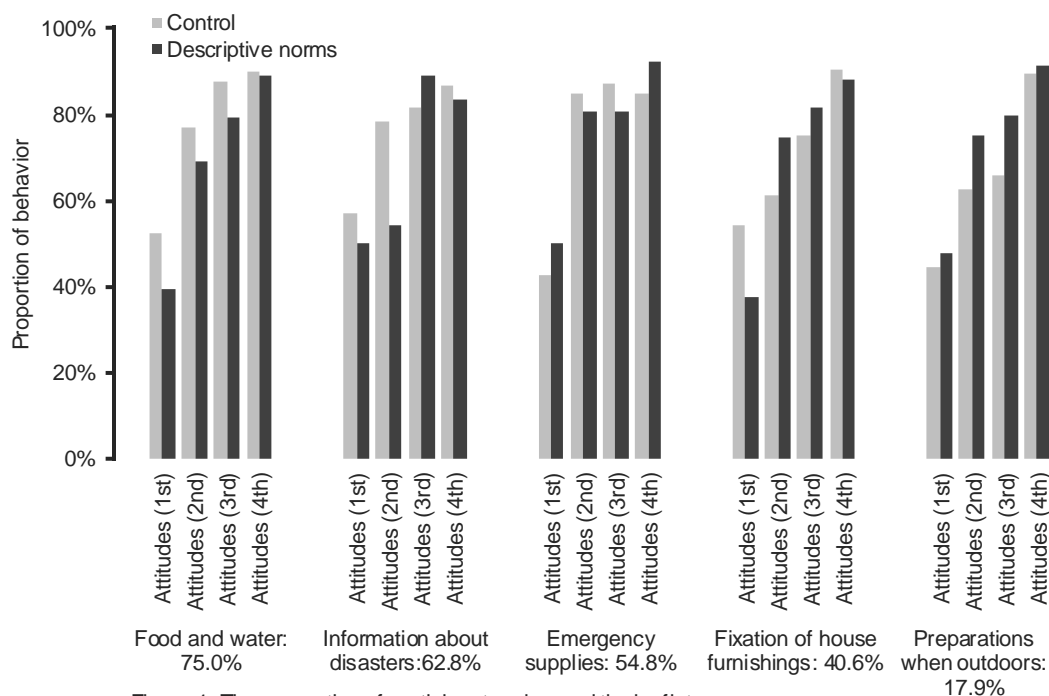 100%
80%
60%
40%
20%
0%
Proportion of behavior
Control
Descriptive norms
Attitudes (1st)
Attitudes (2nd)
Attitudes (3rd)
Attitudes (4th)
Attitudes (1st)
Attitudes (2nd)
Attitudes (3rd)
Attitudes (4th)
Attitudes (1st)
Attitudes (2nd)
Attitudes (3rd)
Attitudes (4th)
Attitudes (1st)
Attitudes (2nd)
Attitudes (3rd)
Attitudes (4th)
Attitudes (1st)
Attitudes (2nd)
Attitudes (3rd)
Attitudes (4th)
Food and water:
75.0%
Information about
disasters:62.8%
Emergency
supplies: 54.8%
Fixation of house
furnishings: 40.6%
Preparations
when outdoors:
17.9%